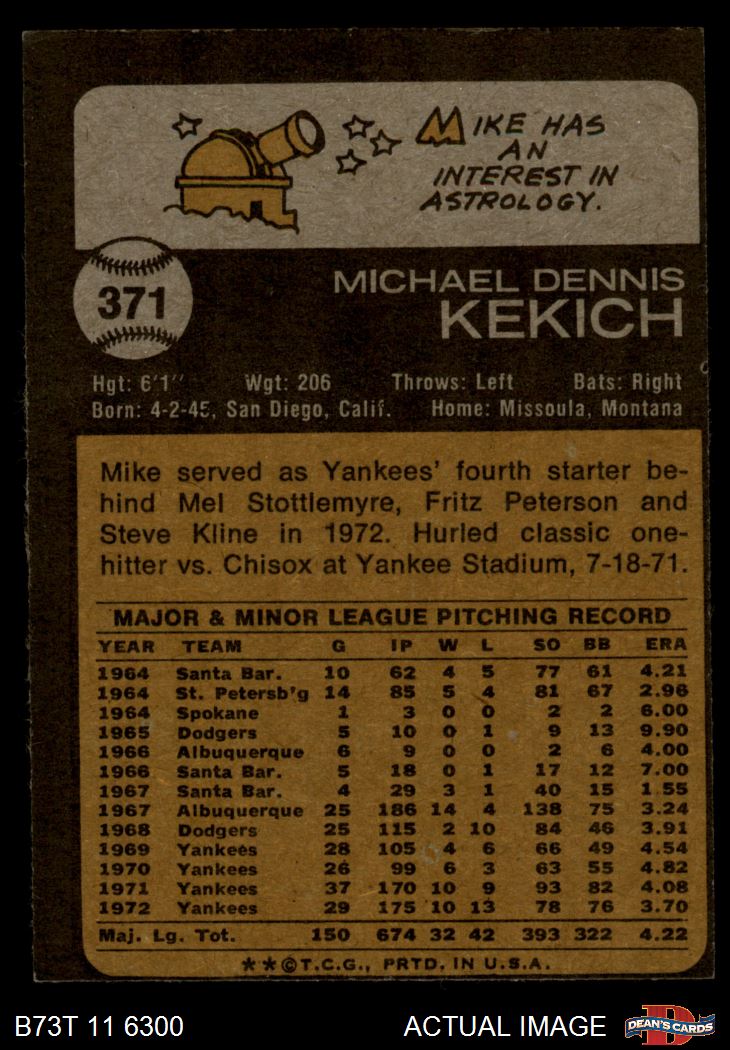 MIKE HAS
AN
INTEREST IN
ASTROLOGY.
371
MICHAEL DENNIS
KEKICH
Hgt: 6'1" Wgt: 206 Throws: Left Bats: Right
Born: 4-2-45, San Diego, Calif. Home: Missoula, Montana
Mike served as Yankees' fourth starter be-
hind Mel Stottlemyre, Fritz Peterson and
Steve Kline in 1972. Hurled classic one-
hitter vs. Chisox at Yankee Stadium, 7-18-71.
MAJOR & MINOR LEAGUE PITCHING RECORD
YEAR TEAM G IP W L SO BB ERA
1964 Santa Bar. 10 62 4 5 77 61 4.21
1964 St. Petersb'g 14 85 5 4 81 67 2.96
1964 Spokane 1 3 0 0 2 2 6.00
1965 Dodgers 5 10 0 1 9 13 9.90
1966 Albuquerque 6 9 0 0 2 6 4.00
1966 Santa Bar. 5 18 0 1 17 12 7.00
1967 Santa Bar. 4 29 3 1 40 15 1.55
1967 Albuquerque 25 186 14 4 138 75 3.24
1968 Dodgers 25 115 2 10 84 46 3.91
1969 Yankees 28 105 4 6 66 49 4.54
1970 Yankees 26 99 6 3 63 55 4.82
1971 Yankees 37 170 10 9 93 82 4.08
1972 Yankees 29 175 10 13 78 76 3.70
Maj. Lg. Tot. 150 674 32 42 393 322 4.22
**©T.C.G., PRTD. IN U.S.A.
B73T 11 6300 ACTUAL IMAGE D DEAN'S CARDS